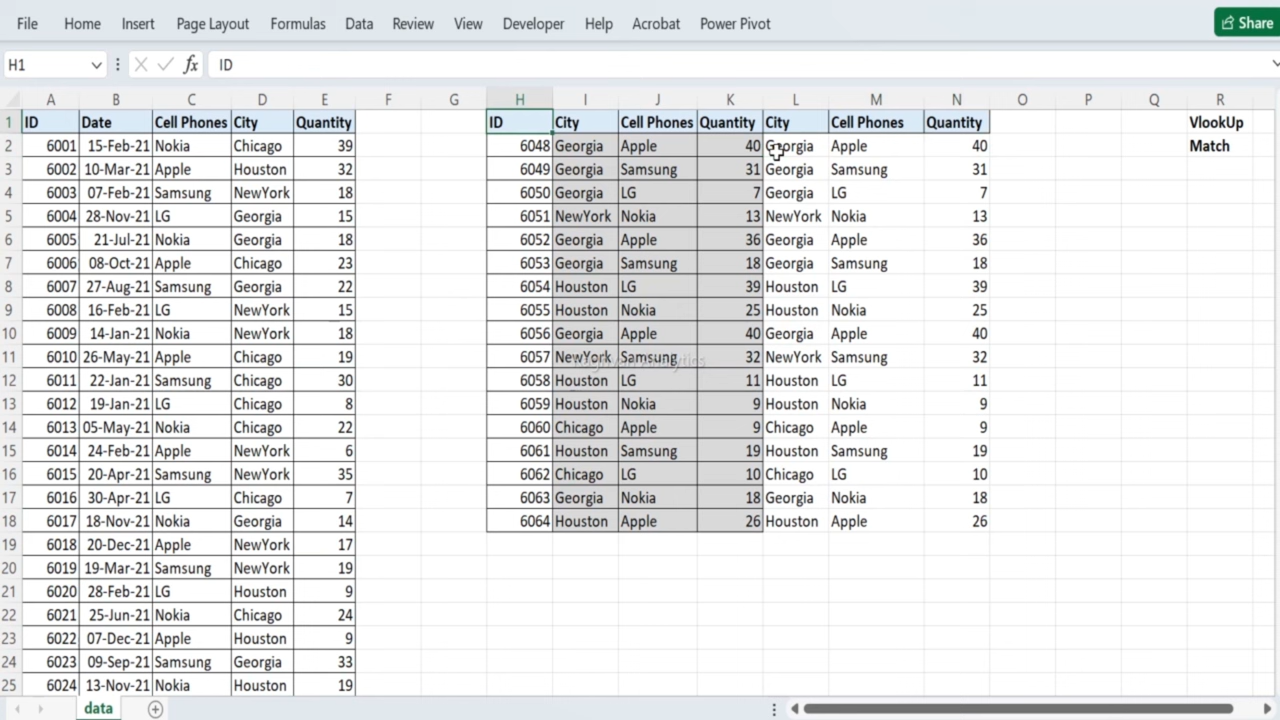 File Home Insert Page Layout Formulas Data Review View Developer Help Acrobat Power Pivot Share
H1 fx ID
A B C D E F G H I J K L M N O P Q R
1 ID Date Cell Phones City Quantity ID City Cell Phones Quantity City Cell Phones Quantity VlookUp
2 6001 15-Feb-21 Nokia Chicago 39 6048 Georgia Apple 40 Georgia Apple 40 Match
3 6002 10-Mar-21 Apple Houston 32 6049 Georgia Samsung 31 Georgia Samsung 31
4 6003 07-Feb-21 Samsung NewYork 18 6050 Georgia LG 7 Georgia LG 7
5 6004 28-Nov-21 LG Georgia 15 6051 NewYork Nokia 13 NewYork Nokia 13
6 6005 21-Jul-21 Nokia Georgia 18 6052 Georgia Apple 36 Georgia Apple 36
7 6006 08-Oct-21 Apple Chicago 23 6053 Georgia Samsung 18 Georgia Samsung 18
8 6007 27-Aug-21 Samsung Georgia 22 6054 Houston LG 39 Houston LG 39
9 6008 16-Feb-21 LG NewYork 15 6055 Houston Nokia 25 Houston Nokia 25
10 6009 14-Jan-21 Nokia NewYork 18 6056 Georgia Apple 40 Georgia Apple 40
11 6010 26-May-21 Apple Chicago 19 6057 NewYork Samsung 32 NewYork Samsung 32
12 6011 22-Jan-21 Samsung Chicago 30 6058 Houston LG 11 Houston LG 11
13 6012 19-Jan-21 LG Chicago 8 6059 Houston Nokia 9 Houston Nokia 9
14 6013 05-May-21 Nokia Chicago 22 6060 Chicago Apple 9 Chicago Apple 9
15 6014 24-Feb-21 Apple NewYork 6 6061 Houston Samsung 19 Houston Samsung 19
16 6015 20-Apr-21 Samsung NewYork 35 6062 Chicago LG 10 Chicago LG 10
17 6016 30-Apr-21 LG Chicago 7 6063 Georgia Nokia 18 Georgia Nokia 18
18 6017 18-Nov-21 Nokia Georgia 14 6064 Houston Apple 26 Houston Apple 26
19 6018 20-Dec-21 Apple NewYork 17
20 6019 19-Mar-21 Samsung NewYork 19
21 6020 28-Feb-21 LG Houston 9
22 6021 25-Jun-21 Nokia Chicago 24
23 6022 07-Dec-21 Apple Houston 9
24 6023 09-Sep-21 Samsung Georgia 33
25 6024 13-Nov-21 Nokia Houston 19
data